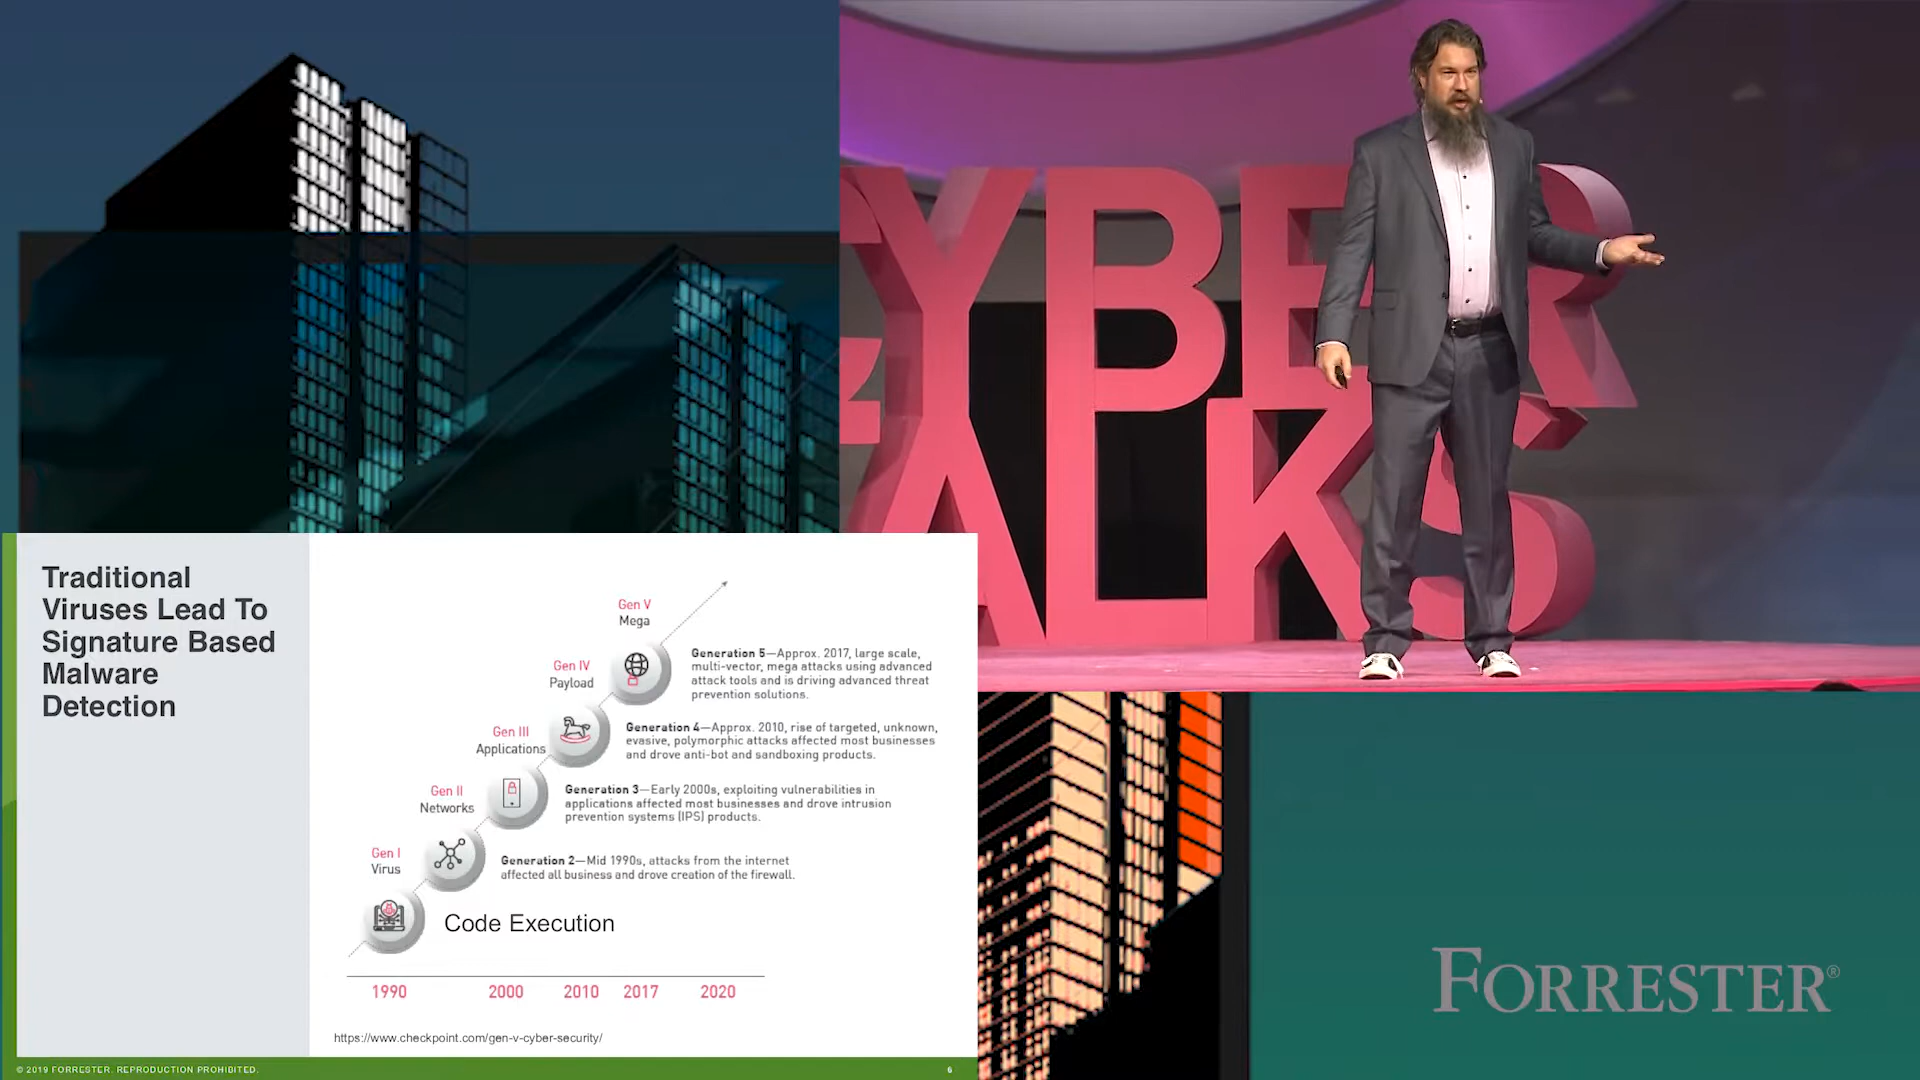 CYBER
TALKS
Traditional
Viruses Lead To
Signature Based
Malware
Detection
Gen V
Mega
Generation 5—Approx. 2017, large scale,
multi-vector, mega attacks using advanced
attack tools and is driving advanced threat
prevention solutions.
Gen IV
Payload
Generation 4—Approx. 2010, rise of targeted, unknown,
evasive, polymorphic attacks affected most businesses
and drove anti-bot and sandboxing products.
Gen III
Applications
Generation 3—Early 2000s, exploiting vulnerabilities in
applications affected most businesses and drove intrusion
prevention systems (IPS) products.
Gen II
Networks
Generation 2—Mid 1990s, attacks from the internet
affected all business and drove creation of the firewall.
Gen I
Virus
Code Execution
1990 2000 2010 2017 2020
https://www.checkpoint.com/gen-v-cyber-security/
© 2019 FORRESTER. REPRODUCTION PROHIBITED.
6
FORRESTER®